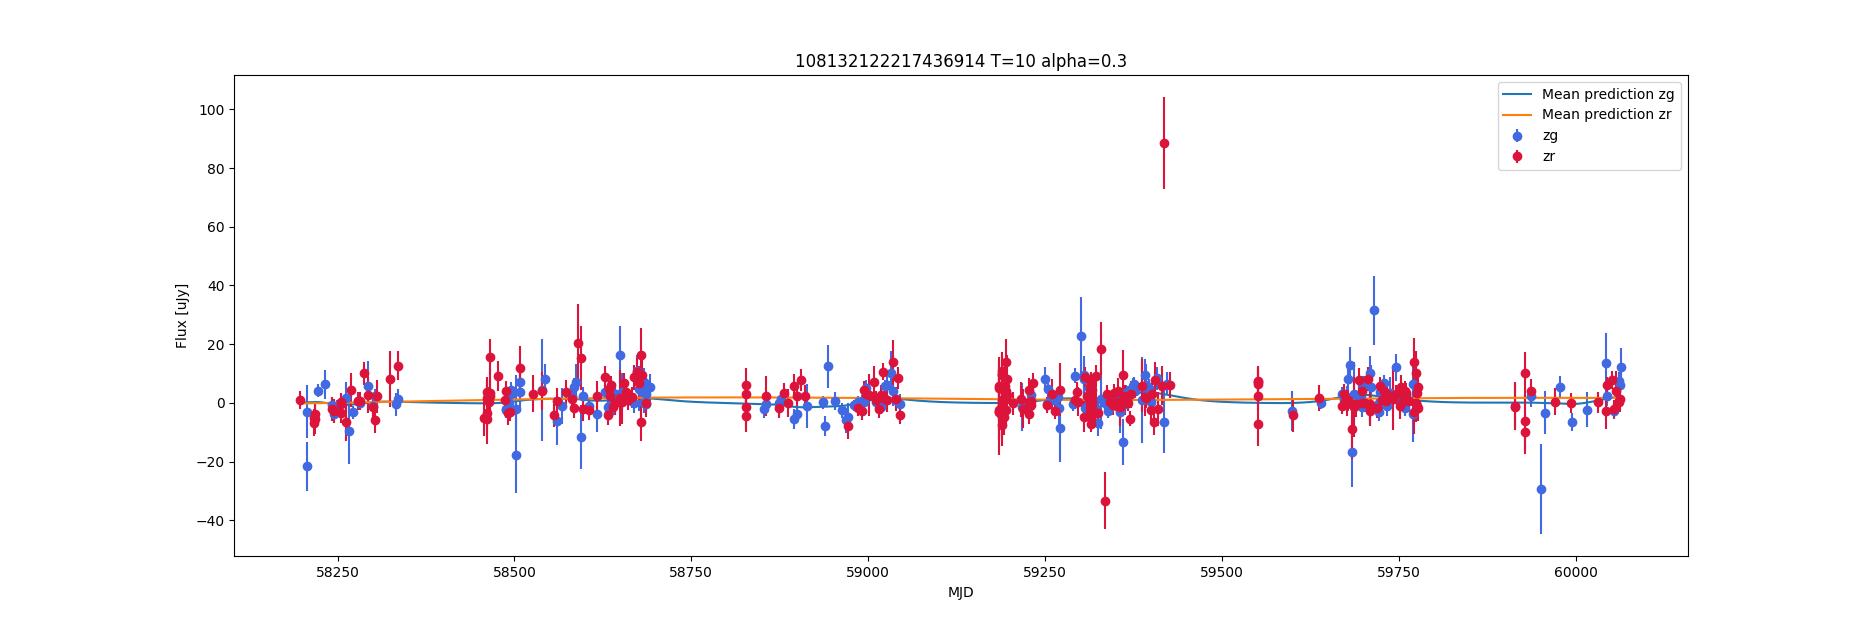 108132122217436914 T=10 alpha=0.3
Mean prediction zg
Mean prediction zr
zg
zr
100
80
60
40
20
0
−20
−40
Flux [uJy]
58250 58500 58750 59000 59250 59500 59750 60000
MJD